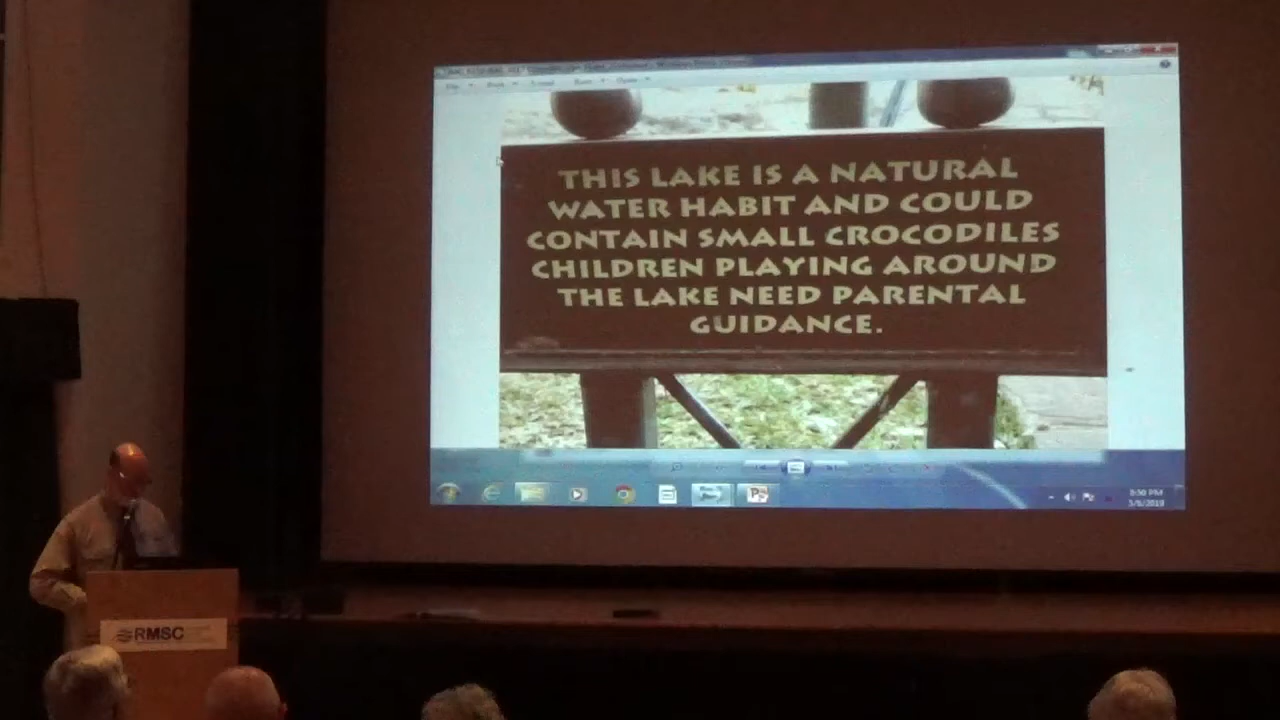 THIS LAKE IS A NATURAL
WATER HABIT AND COULD
CONTAIN SMALL CROCODILES
CHILDREN PLAYING AROUND
THE LAKE NEED PARENTAL
GUIDANCE.
RMSC